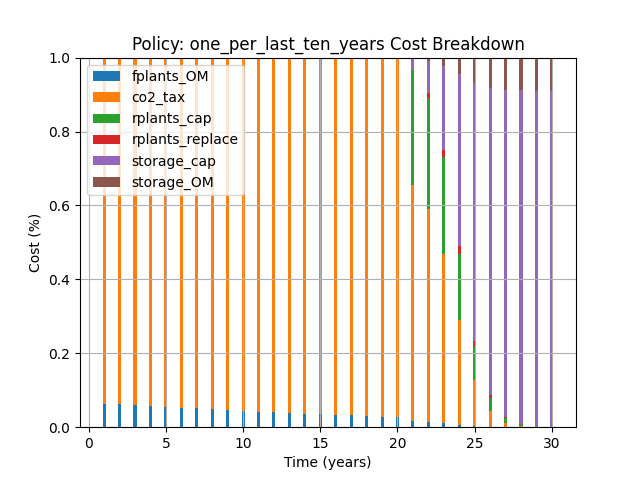 Policy: one_per_last_ten_years Cost Breakdown
1.0
0.8
0.6
0.4
0.2
0.0
Cost (%)
fplants_OM
co2_tax
rplants_cap
rplants_replace
storage_cap
storage_OM
0 5 10 15 20 25 30
Time (years)